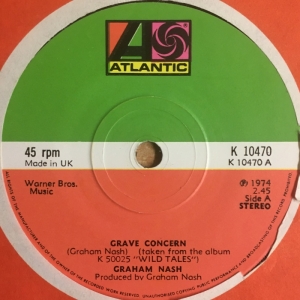 ATLANTIC
45 rpm
Made in UK
K 10470
K 10470 A
Warner Bros.
Music
℗ 1974
2.45
Side A
STEREO
GRAVE CONCERN
(Graham Nash) (taken from the album
K 50025 "WILD TALES")
GRAHAM NASH
Produced by Graham Nash